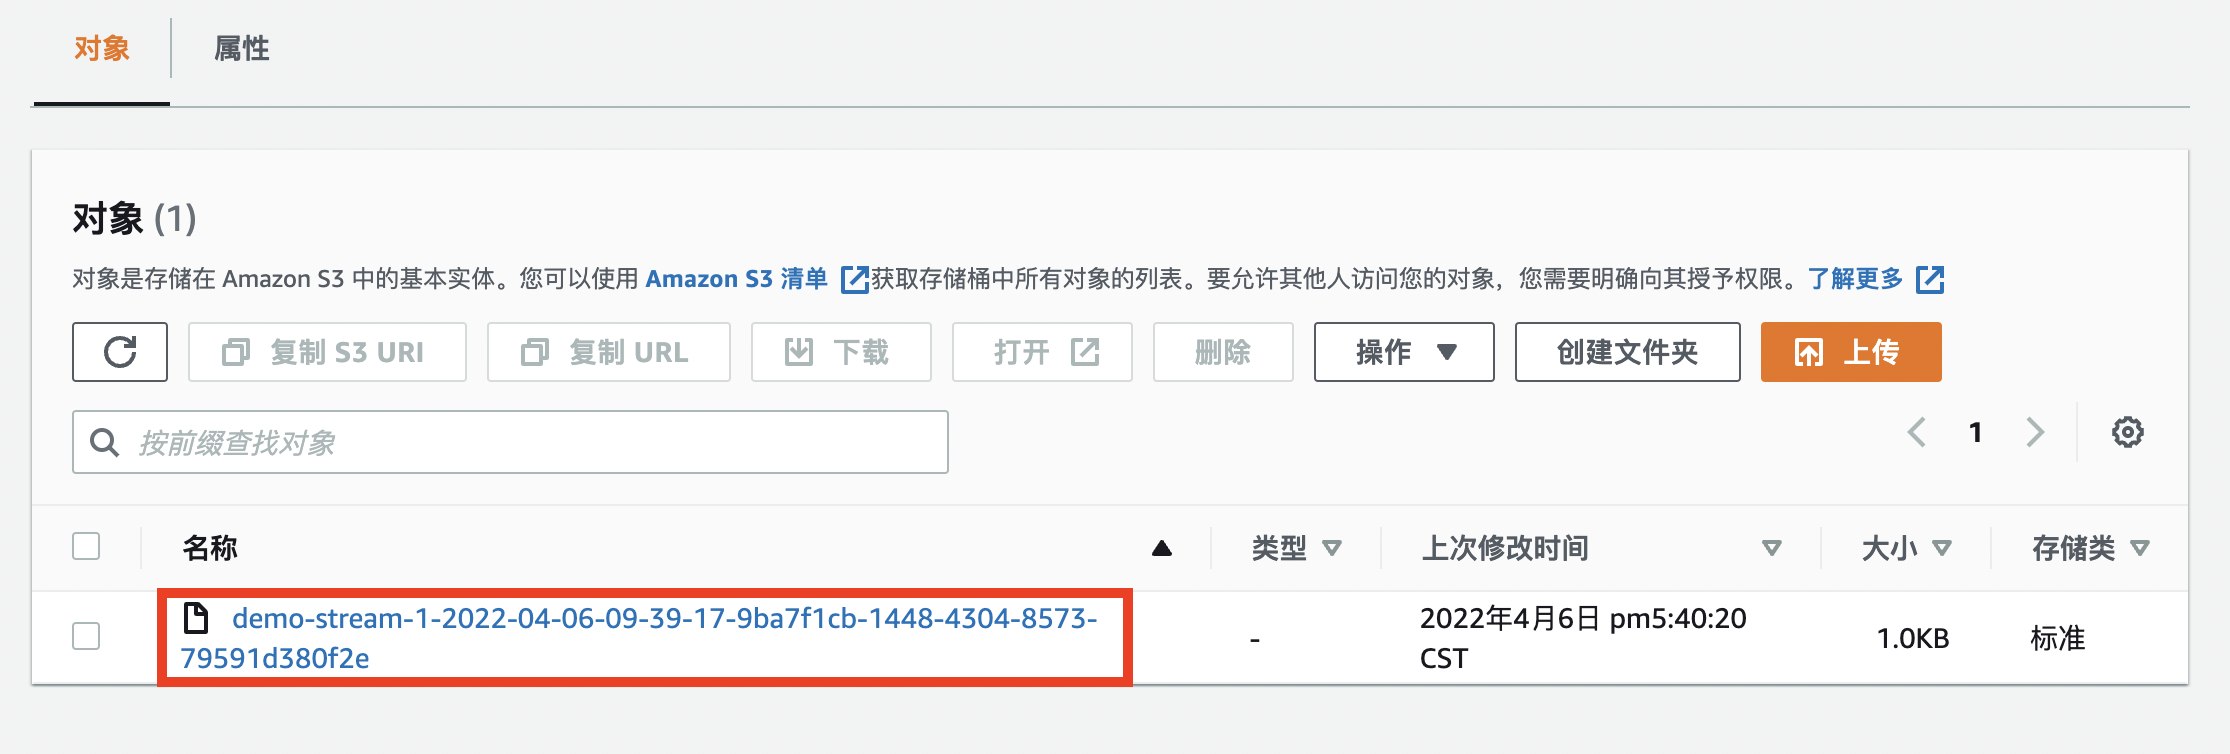 对象 属性
对象 (1)
对象是存储在 Amazon S3 中的基本实体。您可以使用 Amazon S3 清单 获取存储桶中所有对象的列表。要允许其他人访问您的对象，您需要明确向其授予权限。了解更多
复制 S3 URI 复制 URL 下载 打开 删除 操作 创建文件夹 上传
按前缀查找对象 1
名称 类型 上次修改时间 大小 存储类
demo-stream-1-2022-04-06-09-39-17-9ba7f1cb-1448-4304-8573-
79591d380f2e
-
2022年4月6日 pm5:40:20
CST
1.0KB
标准